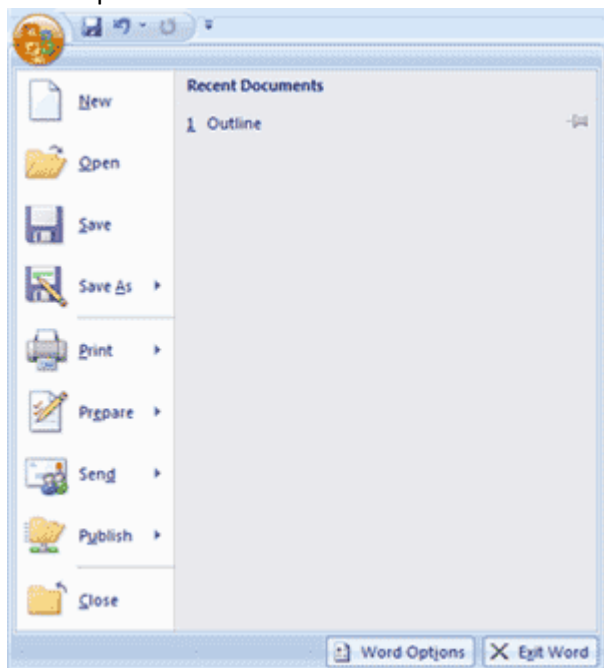 Recent Documents
New
1 Outline
Open
Save
Save As
Print
Prepare
Send
Publish
Close
Word Options
Exit Word